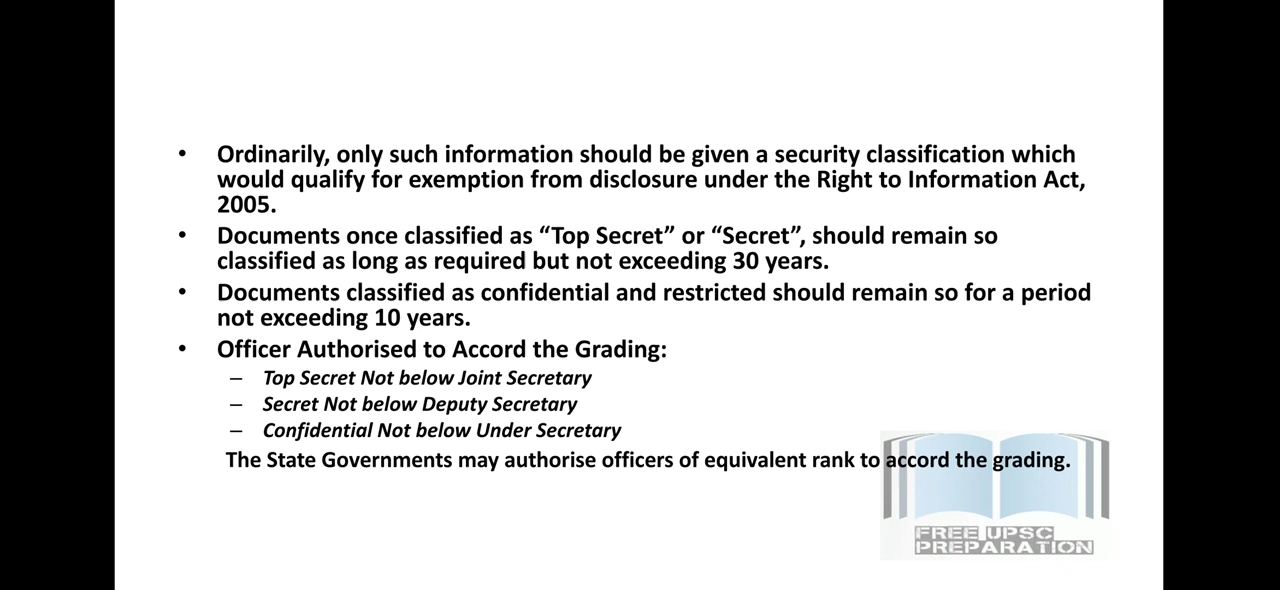 • Ordinarily, only such information should be given a security classification which
would qualify for exemption from disclosure under the Right to Information Act,
2005.
• Documents once classified as “Top Secret” or “Secret”, should remain so
classified as long as required but not exceeding 30 years.
• Documents classified as confidential and restricted should remain so for a period
not exceeding 10 years.
• Officer Authorised to Accord the Grading:
– Top Secret Not below Joint Secretary
– Secret Not below Deputy Secretary
– Confidential Not below Under Secretary
The State Governments may authorise officers of equivalent rank to accord the grading.
FREE UPSC
PREPARATION